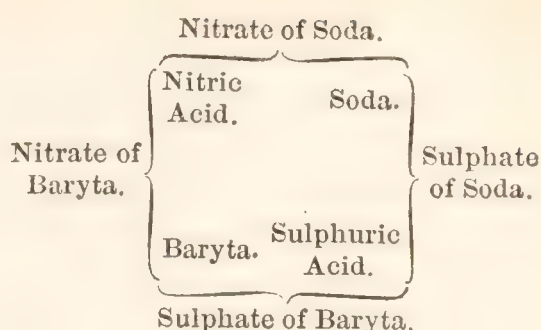 Nitrate of Soda.
Nitric
Acid.
Soda.
Nitrate of
Baryta.
Sulphate
of Soda.
Baryta.
Sulphuric
Acid.
Sulphate of Baryta.